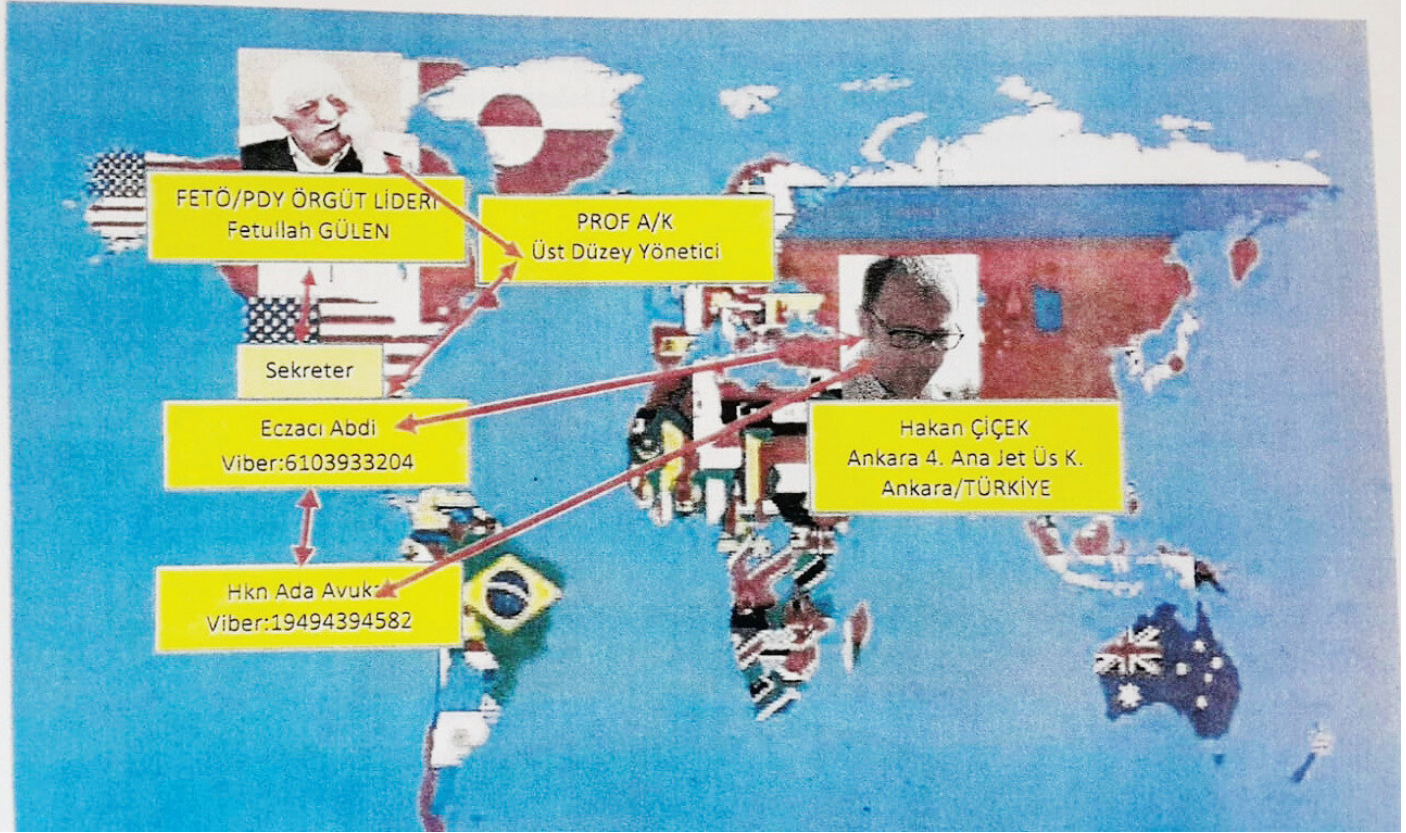 FETÖ/PDY ÖRGÜT LİDERİ
Fetullah GÜLEN
PROF A/K
Üst Düzey Yönetici
Sekreter
Eczacı Abdi
Viber:6103933204
Hakan ÇİÇEK
Ankara 4. Ana Jet Üs K.
Ankara/TÜRKİYE
Hkn Ada
Viber:19494394582